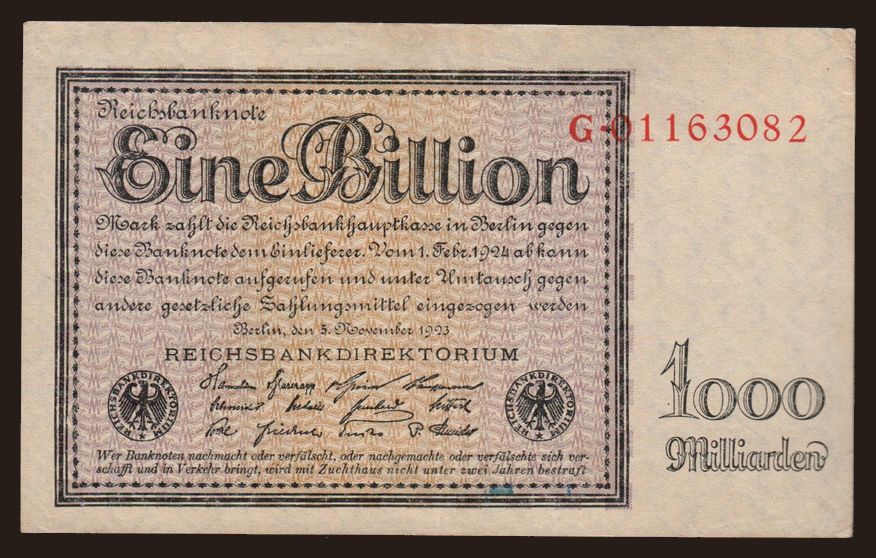 Reichsbanknote
G-01163082
Eine Billion
Mark zahlt die Reichsbankhauptkasse in Berlin gegen
diese Banknote dem Einlieferer. Vom 1. Febr. 1924 ab kann
diese Banknote aufgerufen und unter Umtausch gegen
andere gesetzliche Zahlungsmittel eingezogen werden
Berlin, den 5. November 1923
REICHSBANKDIREKTORIUM
REICHSBANKDIREKTORIUM
REICHSBANKDIREKTORIUM
1000
Milliarden
Wer Banknoten nachmacht oder verfälscht, oder nachgemachte oder verfälschte sich ver-
schafft und in Verkehr bringt, wird mit Zuchthaus nicht unter zwei Jahren bestraft